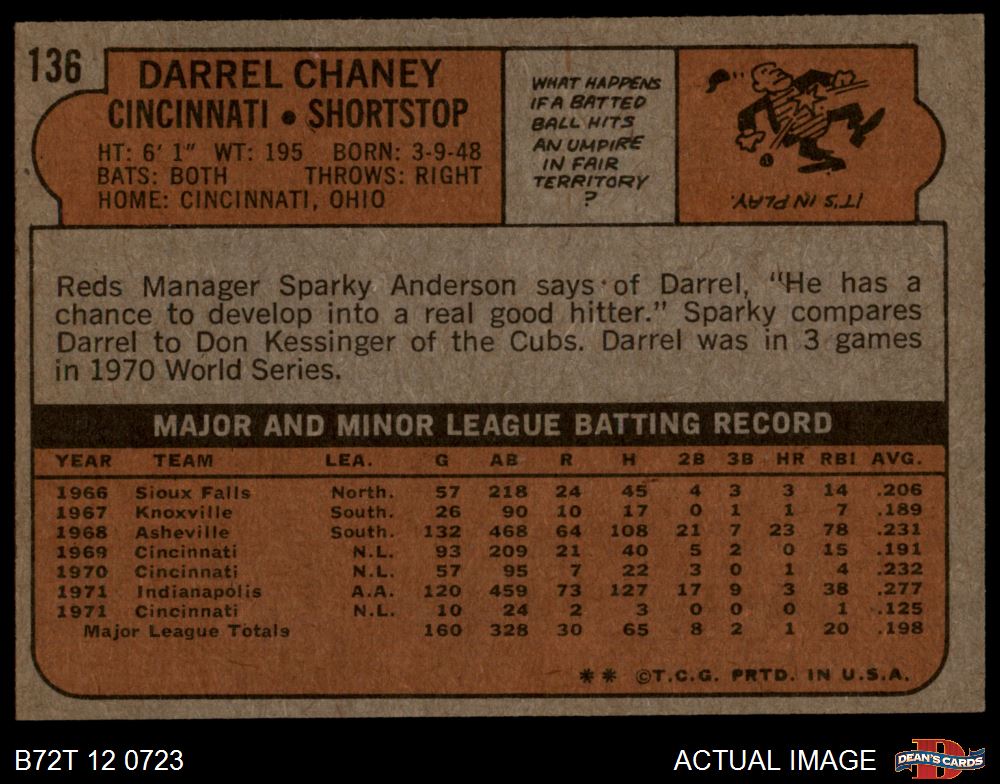 136
DARREL CHANEY
CINCINNATI • SHORTSTOP
HT: 6' 1" WT: 195 BORN: 3-9-48
BATS: BOTH THROWS: RIGHT
HOME: CINCINNATI, OHIO
WHAT HAPPENS
IF A BATTED
BALL HITS
AN UMPIRE
IN FAIR
TERRITORY
?
IT'S IN PLAY.
Reds Manager Sparky Anderson says of Darrel, "He has a
chance to develop into a real good hitter." Sparky compares
Darrel to Don Kessinger of the Cubs. Darrel was in 3 games
in 1970 World Series.
MAJOR AND MINOR LEAGUE BATTING RECORD
YEAR TEAM LEA. G AB R H 2B 3B HR RBI AVG.
1966 Sioux Falls North. 57 218 24 45 4 3 3 14 .206
1967 Knoxville South. 26 90 10 17 0 1 1 7 .189
1968 Asheville South. 132 468 64 108 21 7 23 78 .231
1969 Cincinnati N.L. 93 209 21 40 5 2 0 15 .191
1970 Cincinnati N.L. 57 95 7 22 3 0 1 4 .232
1971 Indianapolis A.A. 120 459 73 127 17 9 3 38 .277
1971 Cincinnati N.L. 10 24 2 3 0 0 0 1 .125
Major League Totals 160 328 30 65 8 2 1 20 .198
** ©T.C.G. PRTD. IN U.S.A.
B72T 12 0723
ACTUAL IMAGE
D
DEAN'S CARDS